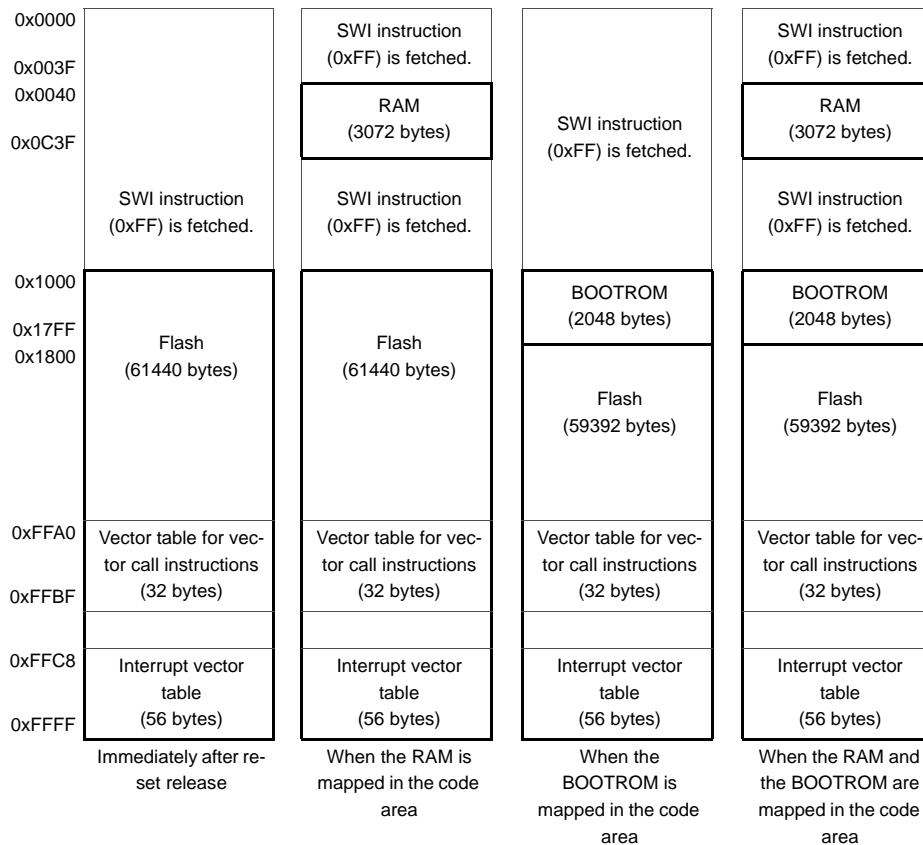 0x0000
0x003F
0x0040
0x0C3F
0x1000
0x17FF
0x1800
0xFFA0
0xFFBF
0xFFC8
0xFFFF
SWI instruction
(0xFF) is fetched.
Flash
(61440 bytes)
Vector table for vec-
tor call instructions
(32 bytes)
Interrupt vector
table
(56 bytes)
Immediately after re-
set release
SWI instruction
(0xFF) is fetched.
RAM
(3072 bytes)
SWI instruction
(0xFF) is fetched.
Flash
(61440 bytes)
Vector table for vec-
tor call instructions
(32 bytes)
Interrupt vector
table
(56 bytes)
When the RAM is
mapped in the code
area
SWI instruction
(0xFF) is fetched.
BOOTROM
(2048 bytes)
Flash
(59392 bytes)
Vector table for vec-
tor call instructions
(32 bytes)
Interrupt vector
table
(56 bytes)
When the
BOOTROM is
mapped in the code
area
SWI instruction
(0xFF) is fetched.
RAM
(3072 bytes)
SWI instruction
(0xFF) is fetched.
BOOTROM
(2048 bytes)
Flash
(59392 bytes)
Vector table for vec-
tor call instructions
(32 bytes)
Interrupt vector
table
(56 bytes)
When the RAM and
the BOOTROM are
mapped in the code
area